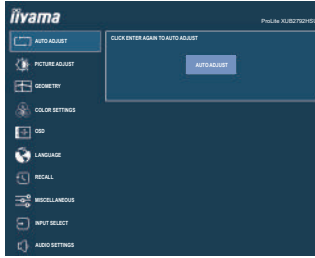 iiyama
ProLite XUB2792HS
AUTO ADJUST
CLICK ENTER AGAIN TO AUTO ADJUST
AUTO ADJUST
PICTURE ADJUST
GEOMETRY
COLOR SETTINGS
OSD
LANGUAGE
RECALL
MISCELLANEOUS
INPUT SELECT
AUDIO SETTINGS